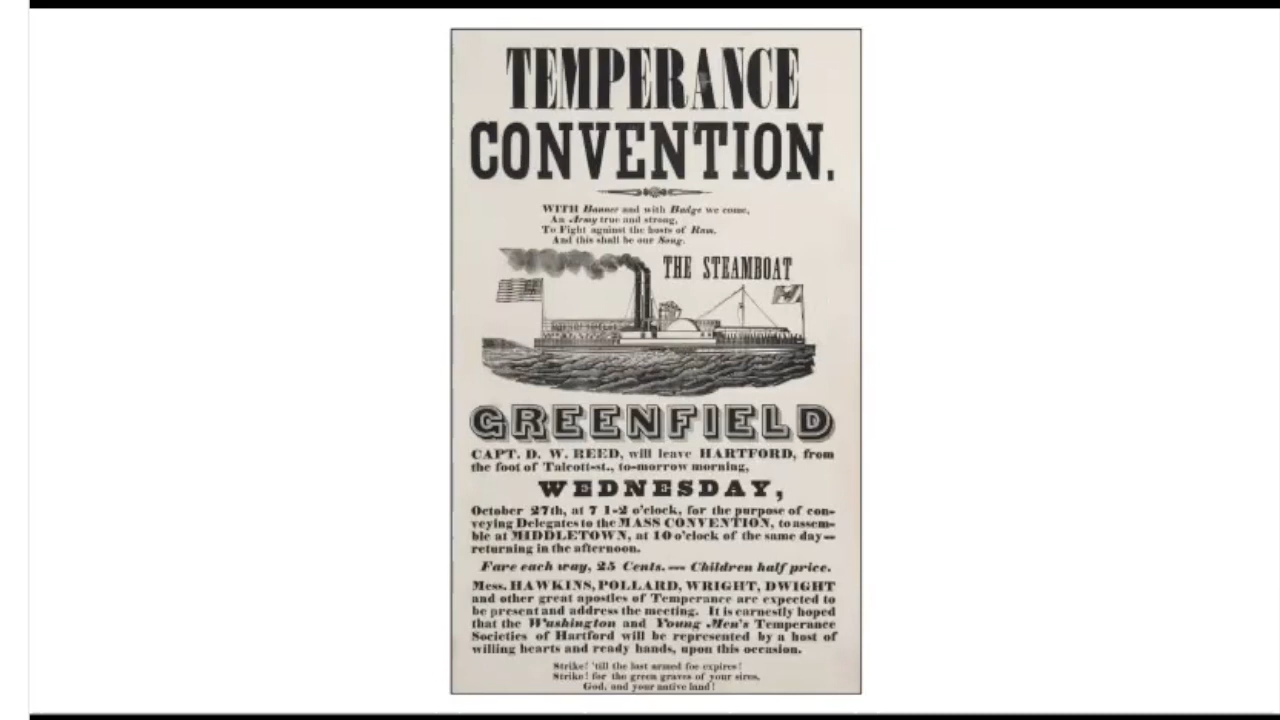 TEMPERANCE
CONVENTION.
WITH Banner and with Badge we come,
An Army true and strong,
To Fight against the hosts of Rum,
And this shall be our Song.
THE STEAMBOAT
GREENFIELD
CAPT. D. W. REED, will leave HARTFORD, from
the foot of Talcott-st., to-morrow morning,
WEDNESDAY,
October 27th, at 7 1-2 o'clock, for the purpose of con-
veying Delegates to the MASS CONVENTION, to assem-
ble at MIDDLETOWN, at 10 o'clock of the same day—
returning in the afternoon.
Fare each way, 25 Cents.—Children half price.
Mess. HAWKINS, POLLARD, WRIGHT, DWIGHT
and other great apostles of Temperance are expected to
be present and address the meeting. It is earnestly hoped
that the Washington and Young Men's Temperance
Societies of Hartford will be represented by a host of
willing hearts and ready hands, upon this occasion.
Strike! 'till the last armed foe expires!
Strike! for the green graves of your sires,
God, and your native land!